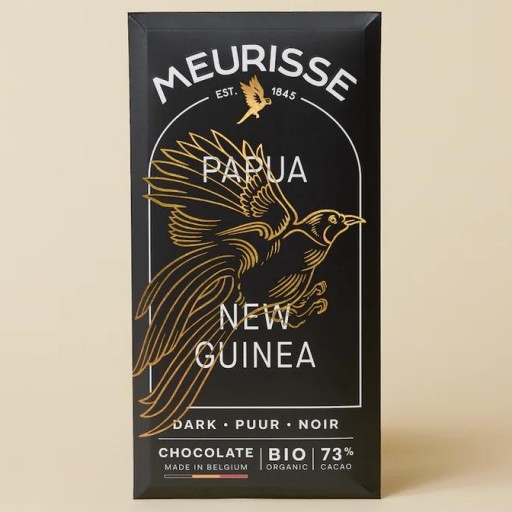 MEURISSE
EST. 1845
PAPUA
NEW
GUINEA
DARK · PUUR · NOIR
CHOCOLATE
MADE IN BELGIUM
BIO
ORGANIC
73%
CACAO